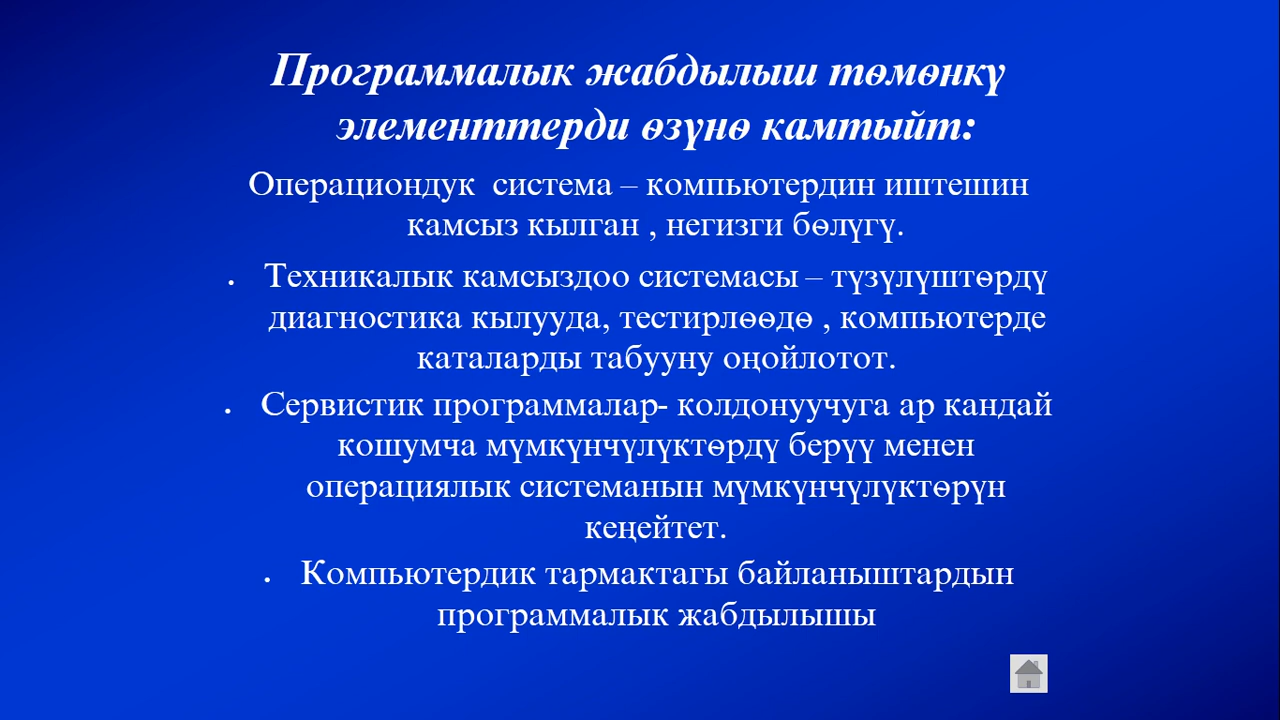 Программалык жабдылыш төмөнкү
элементтерди өзүнө камтыйт:
Операциондук система – компьютердин иштешин
камсыз кылган , негизги бөлүгү.
• Техникалык камсыздоо системасы – түзүлүштөрдү
диагностика кылууда, тестирлөөдө , компьютерде
каталарды табууну оңойлотот.
• Сервистик программалар- колдонуучуга ар кандай
кошумча мүмкүнчүлүктөрдү берүү менен
операциялык системанын мүмкүнчүлүктөрүн
кеңейтет.
• Компьютердик тармактагы байланыштардын
программалык жабдылышы